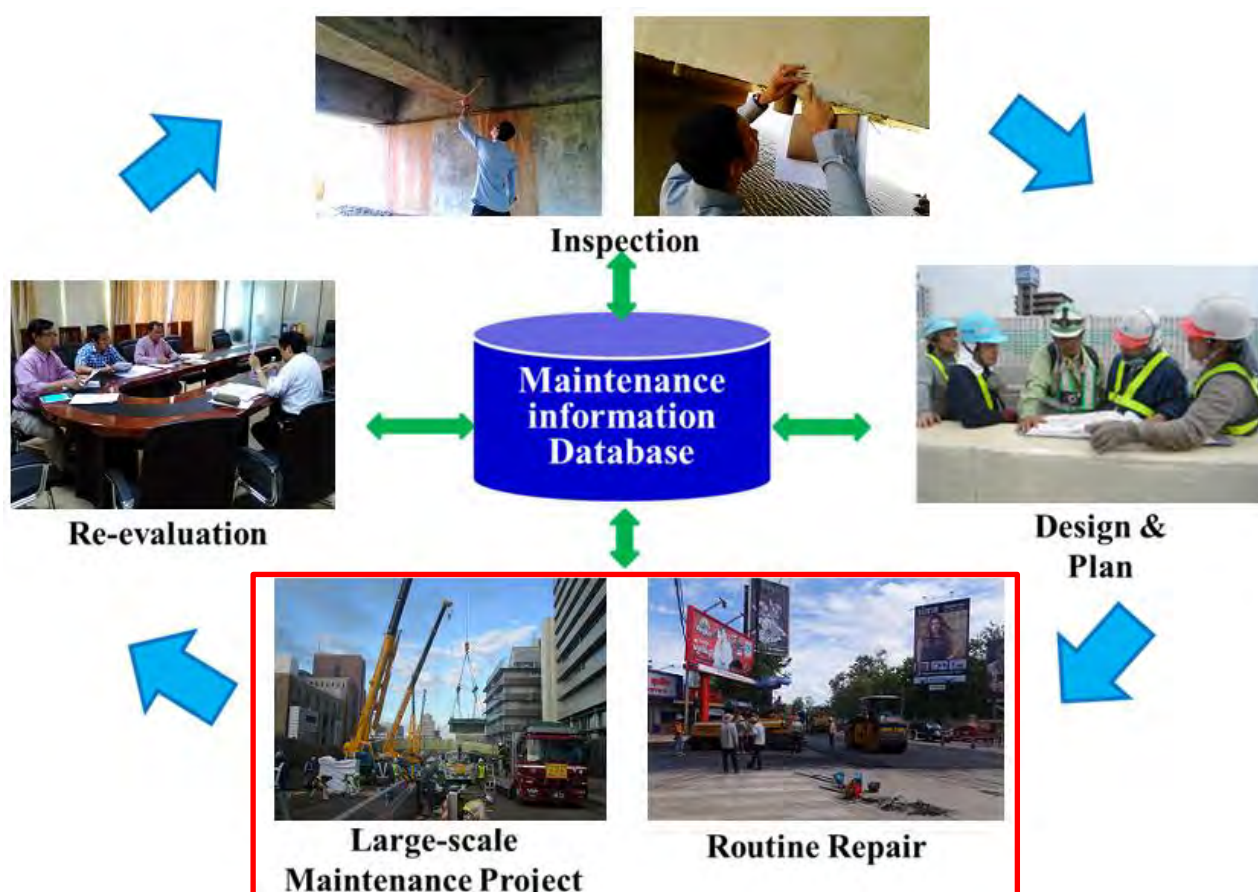 Inspection
Maintenance
information
Database
Re-evaluation
Design &
Plan
Large-scale
Maintenance Project
Routine Repair